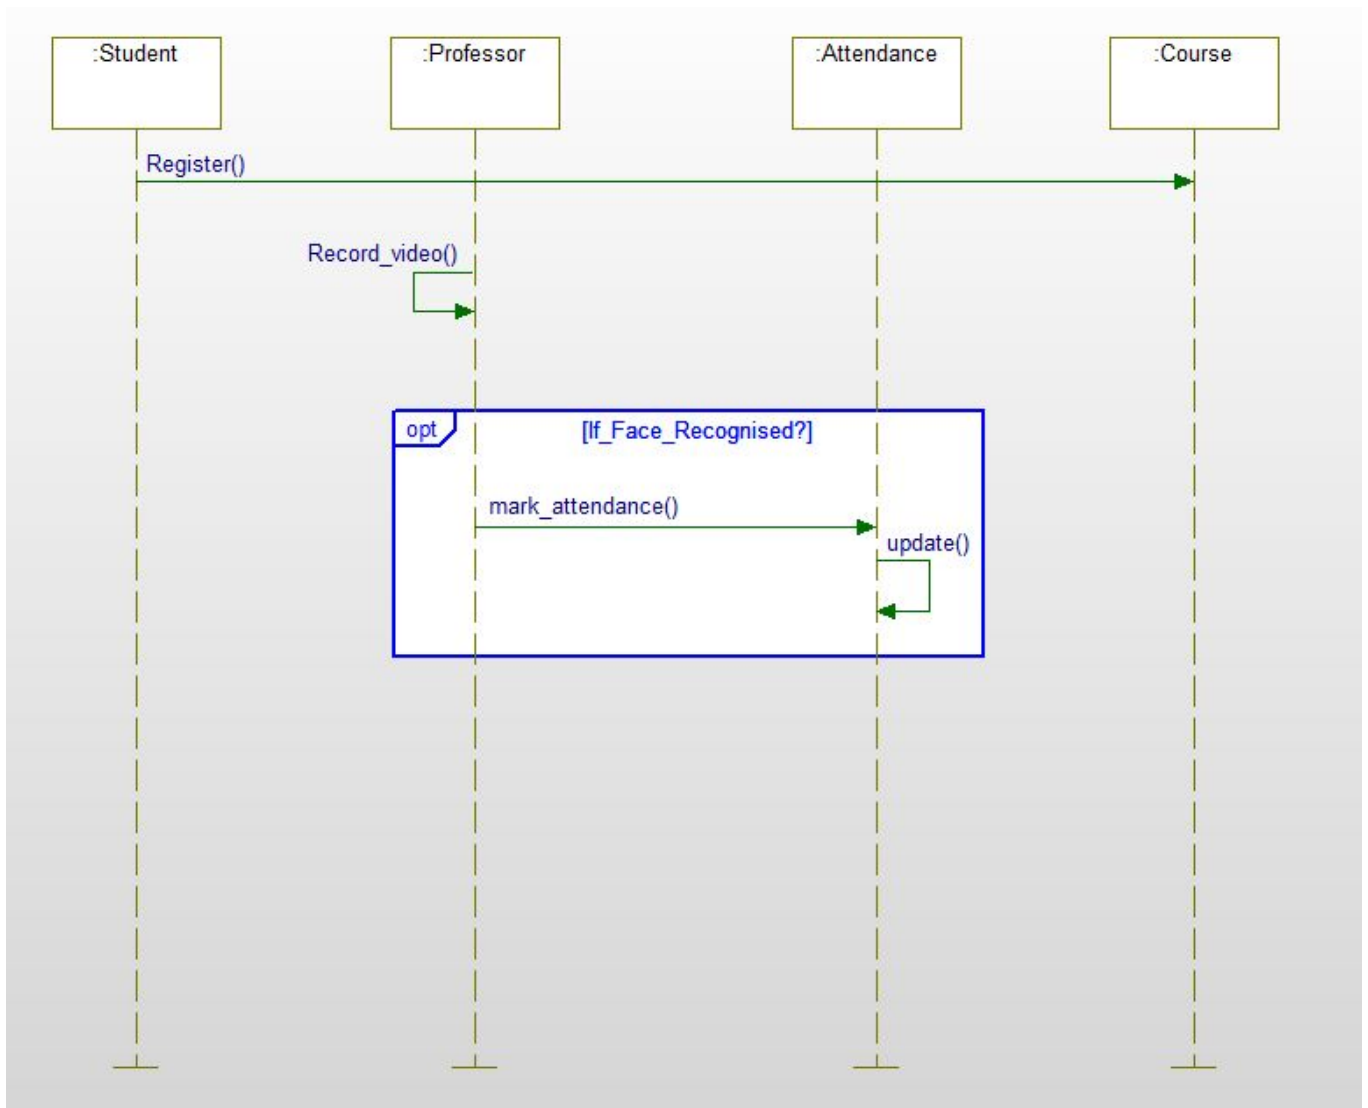 :Student
:Professor
:Attendance
:Course
Register()
Record_video()
opt
[If_Face_Recognised?]
mark_attendance()
update()